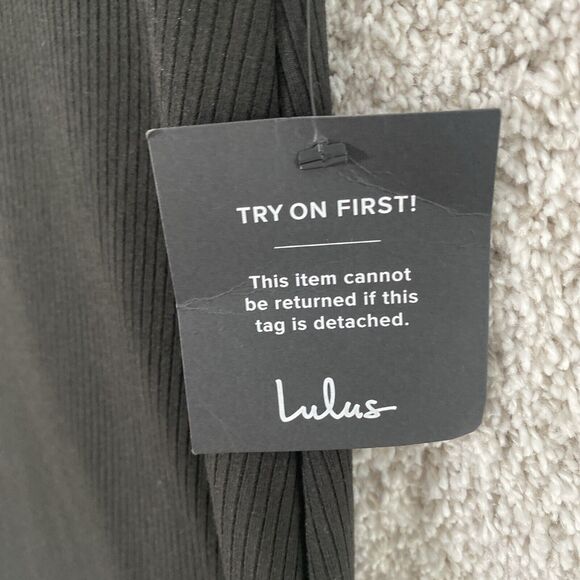 TRY ON FIRST!
This item cannot
be returned if this
tag is detached.
Lulus